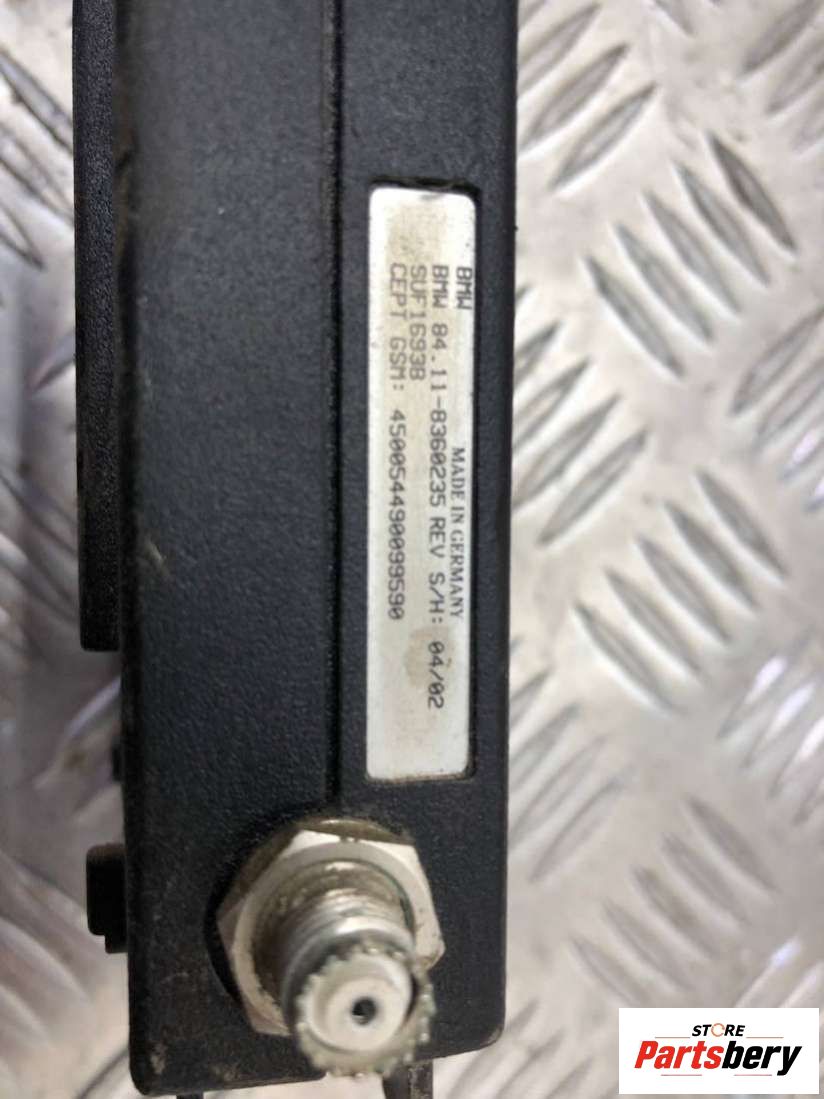 BMW
MADE IN GERMANY
BMW 84.11-8360235 REV S/H: 04/02
SUF1693B
CEPT GSM: 450054490099590
STORE
Partsbery